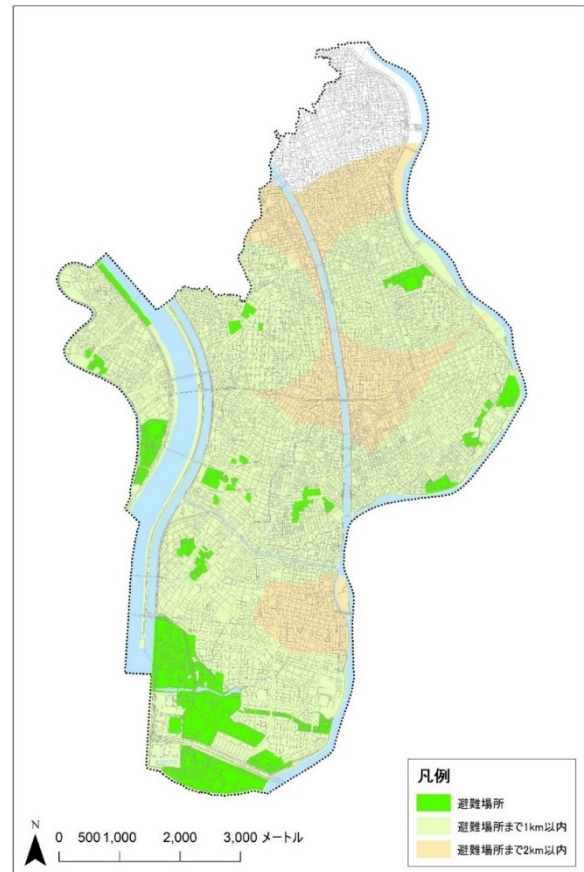 凡例
避難場所
避難場所まで1km以内
避難場所まで2km以内
N
0 500 1,000 2,000 3,000 メートル